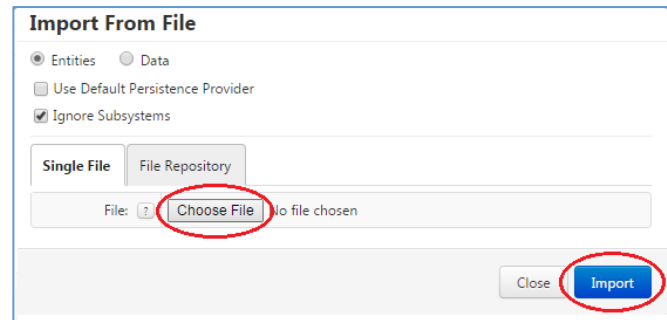 Import From File
Entities Data
Use Default Persistence Provider
Ignore Subsystems
Single File File Repository
File: ? Choose File No file chosen
Close Import